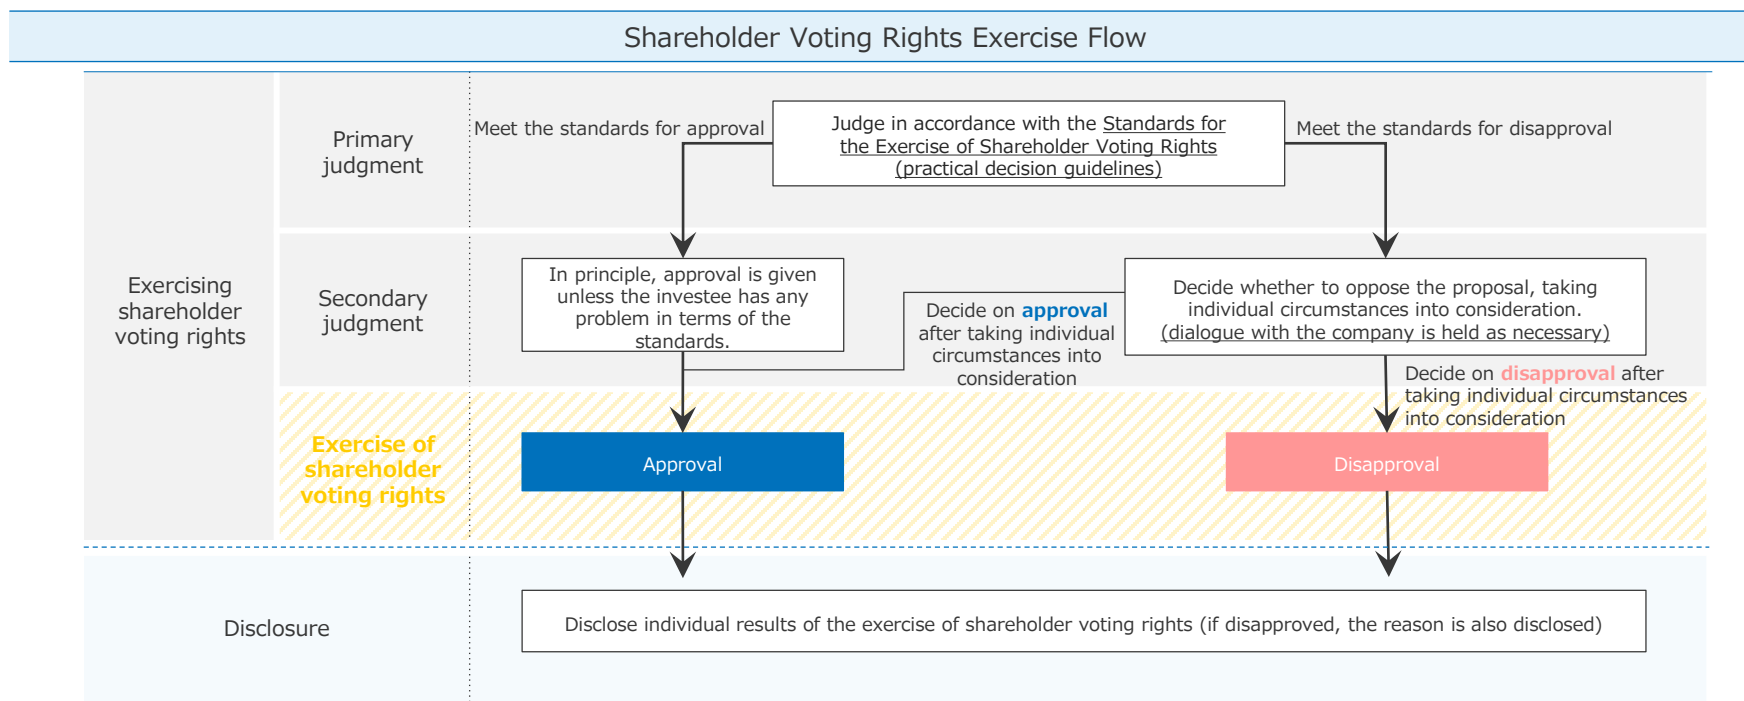 Shareholder Voting Rights Exercise Flow
Exercising
shareholder
voting rights
Primary
judgment
Meet the standards for approval
Judge in accordance with the Standards for
the Exercise of Shareholder Voting Rights
(practical decision guidelines)
Meet the standards for disapproval
Secondary
judgment
In principle, approval is given
unless the investee has any
problem in terms of the
standards.
Decide on approval
after taking individual
circumstances into
consideration
Decide whether to oppose the proposal, taking
individual circumstances into consideration.
(dialogue with the company is held as necessary)
Decide on disapproval after
taking individual circumstances
into consideration
Exercise of
shareholder
voting rights
Approval
Disapproval
Disclosure
Disclose individual results of the exercise of shareholder voting rights (if disapproved, the reason is also disclosed)